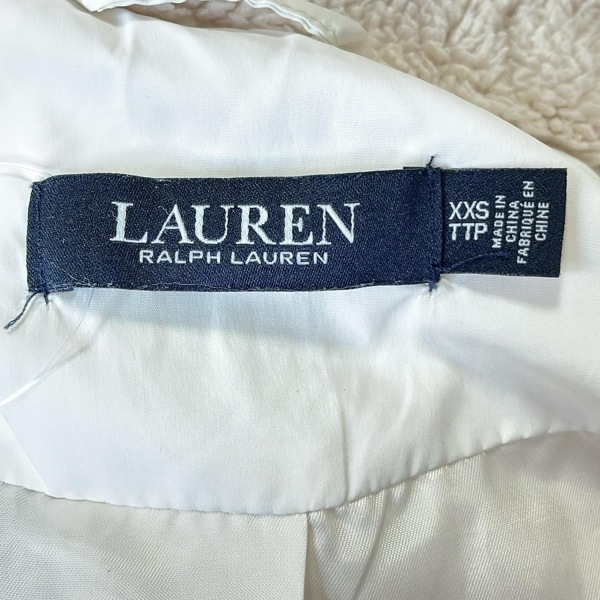 LAUREN
RALPH LAUREN
XXS
TTP
MADE IN
CHINA
FABRIQUÉ EN
CHINE